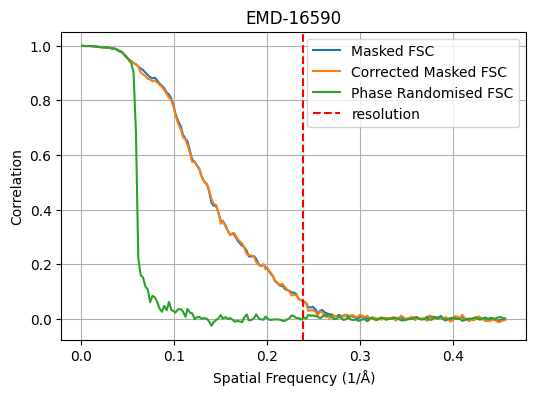 EMD-16590
Masked FSC
Corrected Masked FSC
Phase Randomised FSC
resolution
Correlation
1.0
0.8
0.6
0.4
0.2
0.0
0.0 0.1 0.2 0.3 0.4
Spatial Frequency (1/Å)